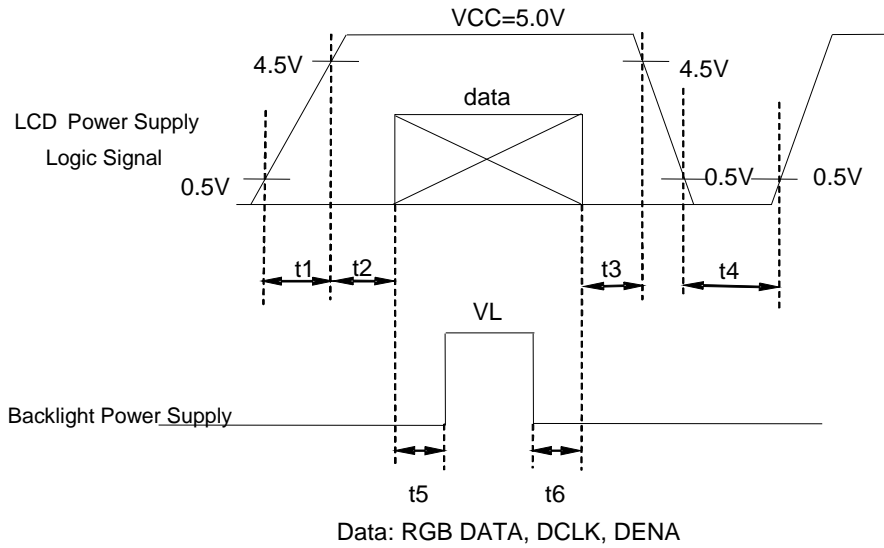 VCC=5.0V
4.5V
4.5V
data
LCD Power Supply
Logic Signal
0.5V
0.5V
0.5V
t1
t2
t3
t4
VL
Backlight Power Supply
t5
t6
Data: RGB DATA, DCLK, DENA